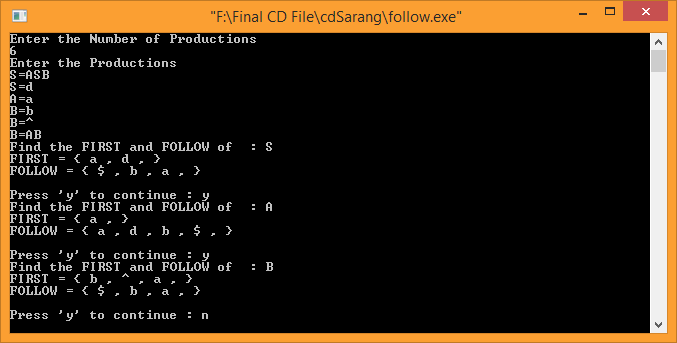 "F:\Final CD File\cdSarang\follow.exe"
Enter the Number of Productions
6
Enter the Productions
S=ASB
S=d
A=a
B=b
B=^
B=AB
Find the FIRST and FOLLOW of  : S
FIRST = { a , d , }
FOLLOW = { $ , b , a , }
Press 'y' to continue : y
Find the FIRST and FOLLOW of  : A
FIRST = { a , }
FOLLOW = { a , d , b , $ , }
Press 'y' to continue : y
Find the FIRST and FOLLOW of  : B
FIRST = { b , ^ , a , }
FOLLOW = { $ , b , a , }
Press 'y' to continue : n